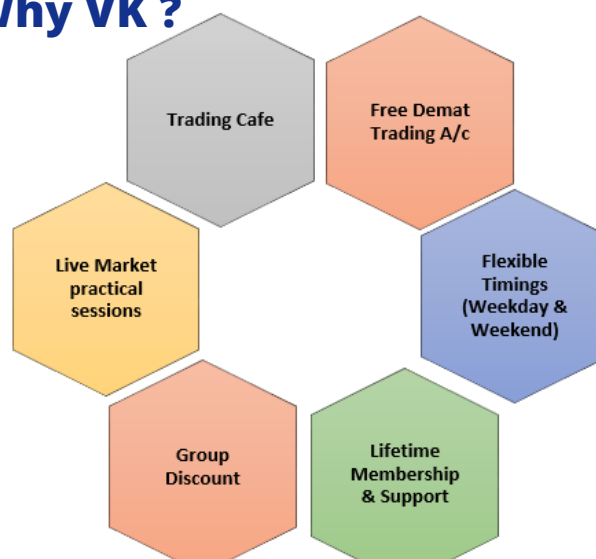 Why VK ?
Trading Cafe
Free Demat
Trading A/c
Live Market
practical
sessions
Flexible
Timings
(Weekday &
Weekend)
Group
Discount
Lifetime
Membership
& Support